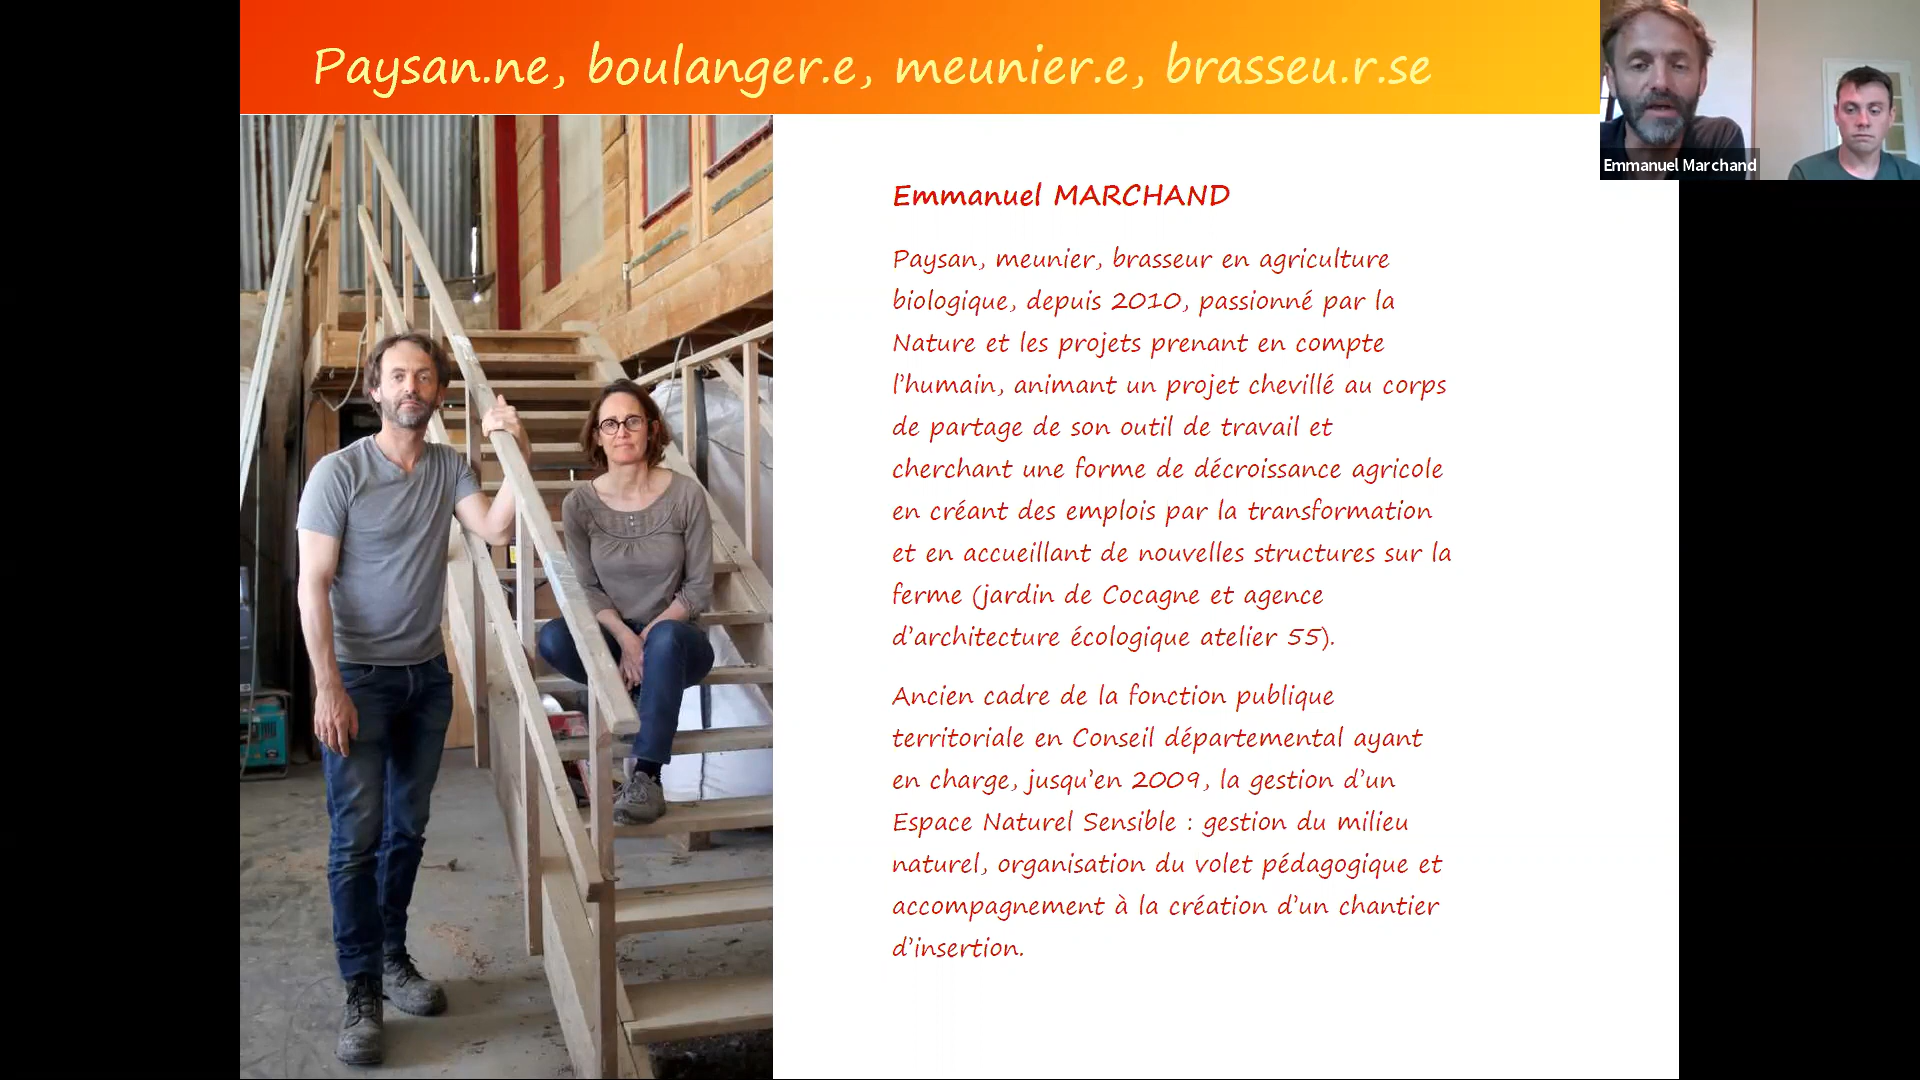 Paysan.ne, boulanger.e, meunier.e, brasseu.r.se
Emmanuel Marchand
Emmanuel MARCHAND
Paysan, meunier, brasseur en agriculture
biologique, depuis 2010, passionné par la
Nature et les projets prenant en compte
l'humain, animant un projet chevillé au corps
de partage de son outil de travail et
cherchant une forme de décroissance agricole
en créant des emplois par la transformation
et en accueillant de nouvelles structures sur la
ferme (jardin de Cocagne et agence
d'architecture écologique atelier 55).
Ancien cadre de la fonction publique
territoriale en Conseil départemental ayant
en charge, jusqu'en 2009, la gestion d'un
Espace Naturel Sensible : gestion du milieu
naturel, organisation du volet pédagogique et
accompagnement à la création d'un chantier
d'insertion.